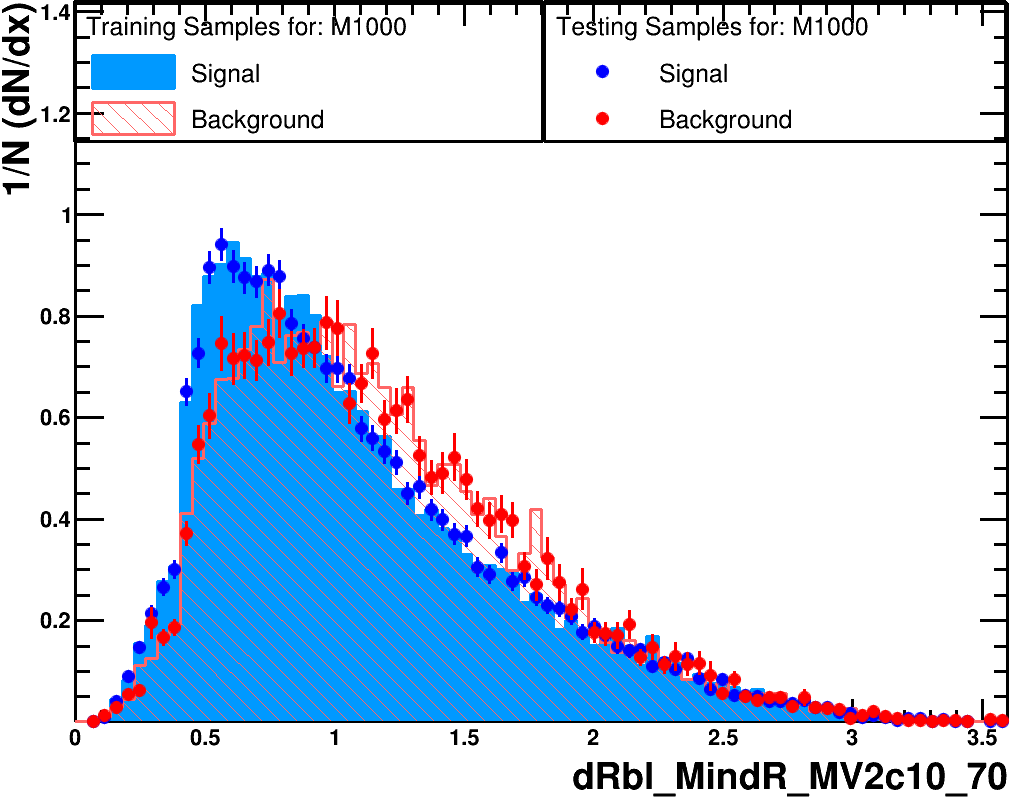 1/N (dN/dx)
1.4
1.2
1
0.8
0.6
0.4
0.2
Training Samples for: M1000
Signal
Background
Testing Samples for: M1000
Signal
Background
0 0.5 1 1.5 2 2.5 3 3.5
dRbl_MindR_MV2c10_70